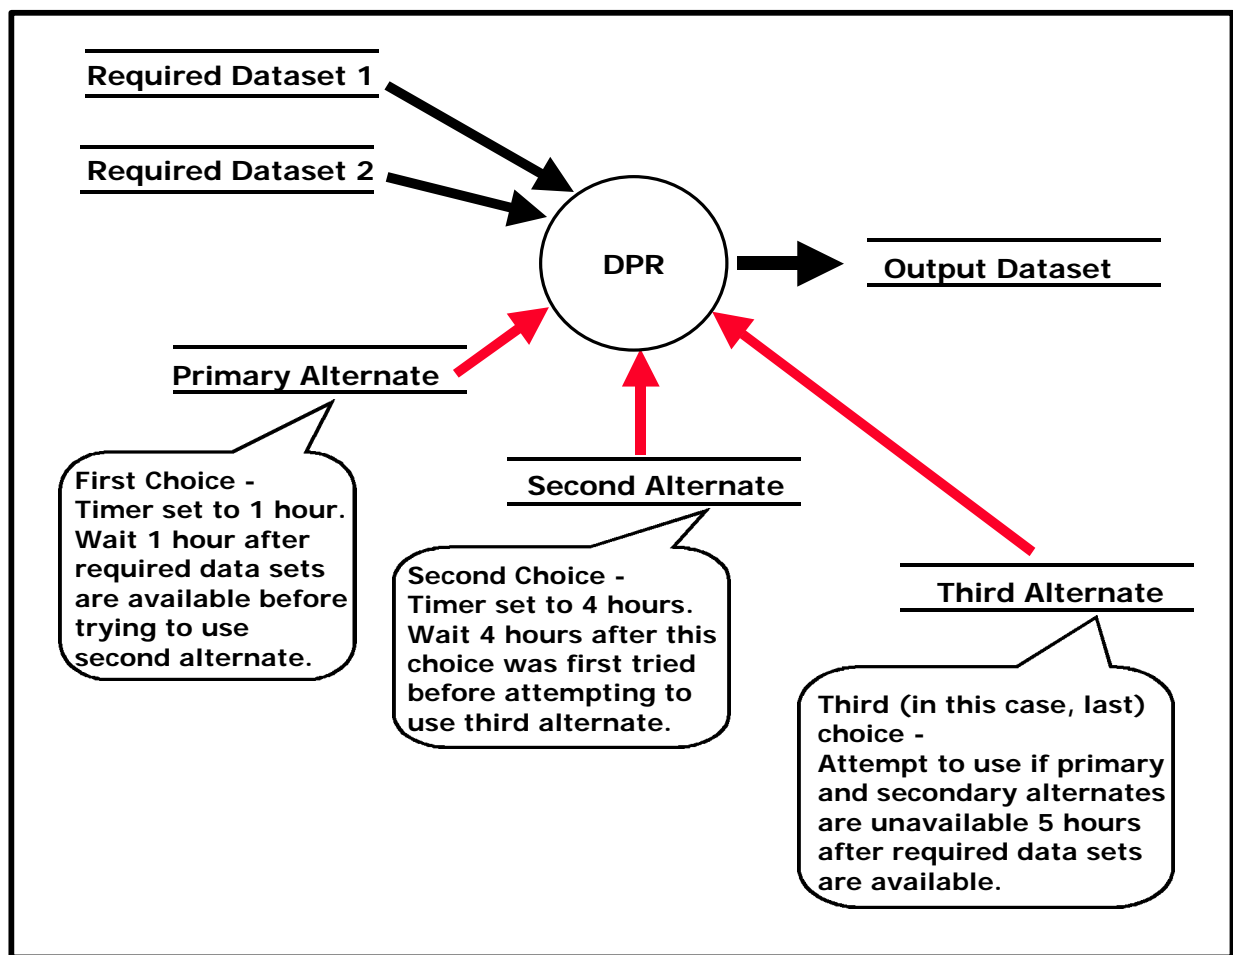 Required Dataset 1
Required Dataset 2
DPR
Output Dataset
Primary Alternate
First Choice -
Timer set to 1 hour.
Wait 1 hour after
required data sets
are available before
trying to use
second alternate.
Second Alternate
Second Choice -
Timer set to 4 hours.
Wait 4 hours after this
choice was first tried
before attempting to
use third alternate.
Third Alternate
Third (in this case, last)
choice -
Attempt to use if primary
and secondary alternates
are unavailable 5 hours
after required data sets
are available.